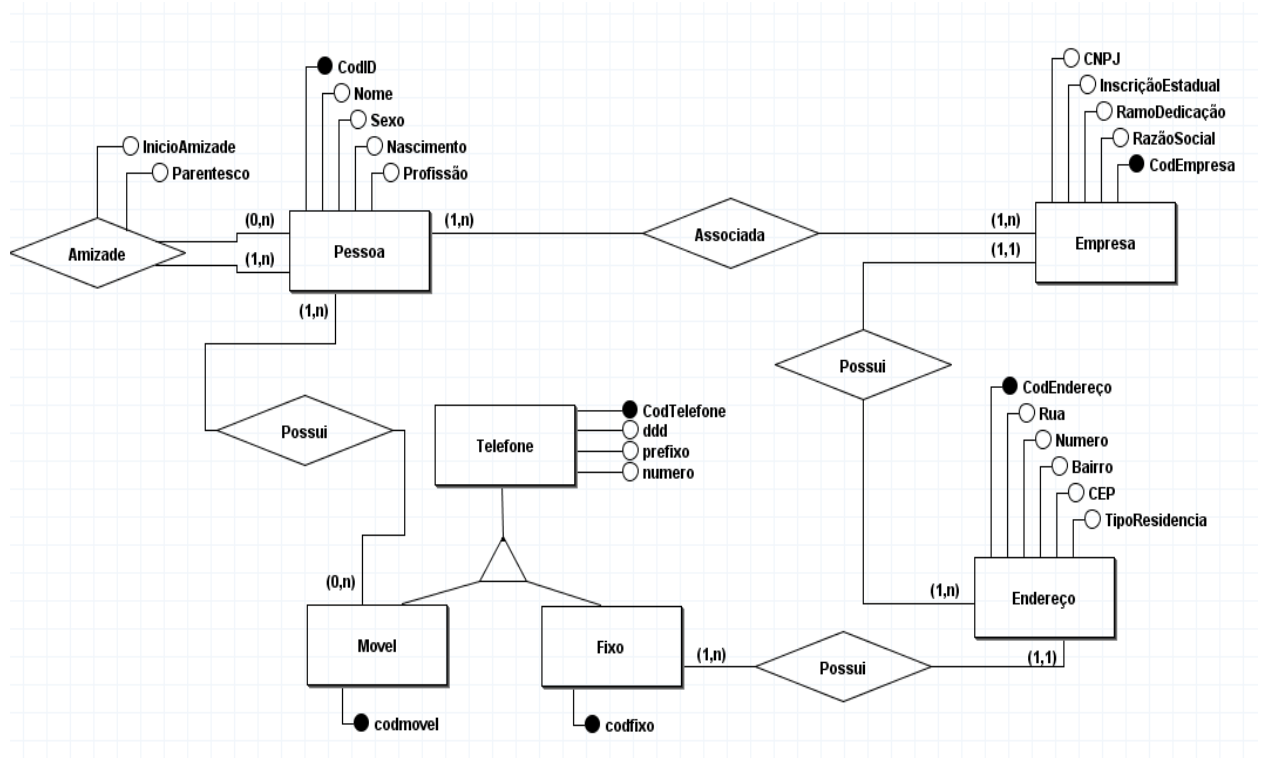 CodID
Nome
Sexo
Nascimento
Profissão
InicioAmizade
Parentesco
(0,n)
(1,n)
Amizade
Pessoa
(1,n)
(1,n)
Associada
CNPJ
InscriçãoEstadual
RamoDedicação
RazãoSocial
CodEmpresa
(1,n)
(1,1)
Empresa
Possui
Possui
(0,n)
Telefone
CodTelefone
ddd
prefixo
numero
CodEndereço
Rua
Numero
Bairro
CEP
TipoResidencia
(1,n)
Endereço
Movel
codmovel
Fixo
codfixo
(1,n)
Possui
(1,1)